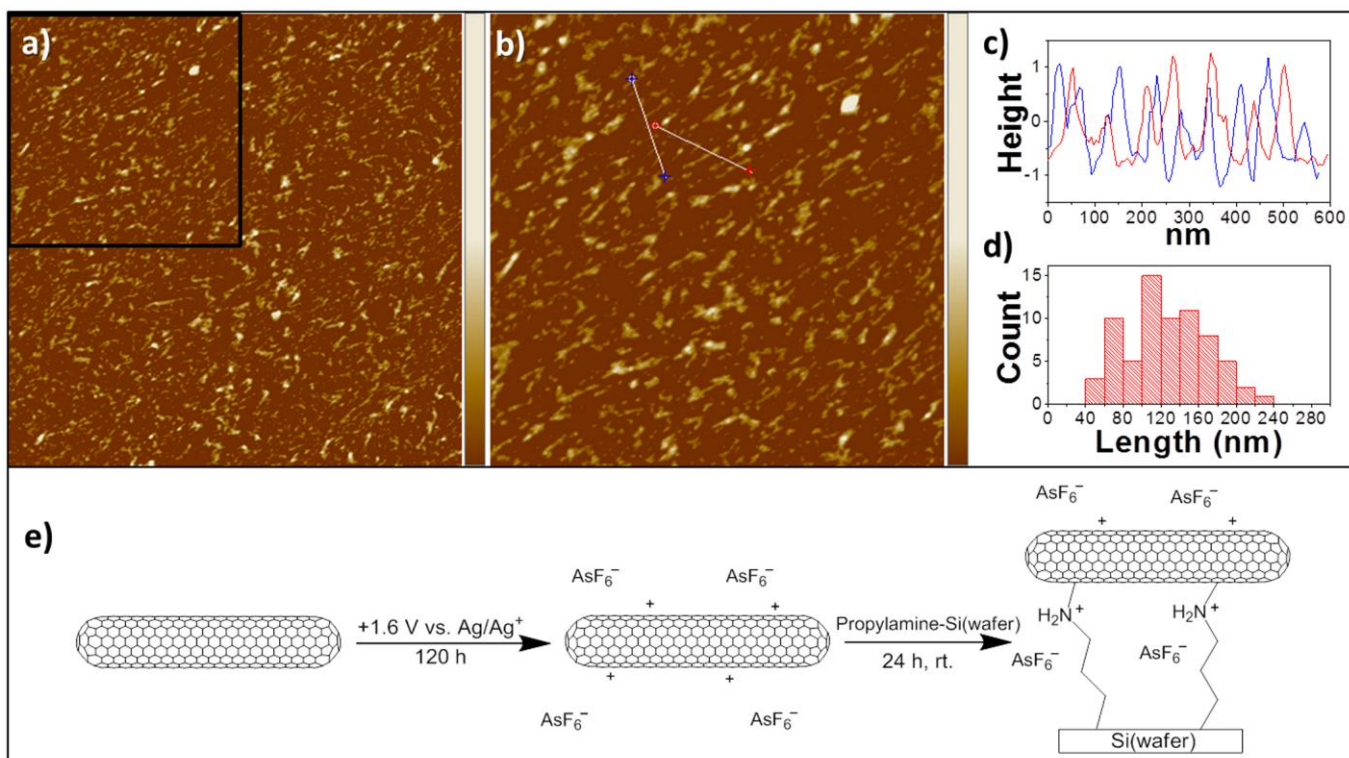 a)
b)
c)
Height
1
0
-1
0 100 200 300 400 500 600
nm
d)
Count
15
10
5
0
0 40 80 120 160 200 240 280
Length (nm)
e)
AsF₆⁻ AsF₆⁻
+ +
+1.6 V vs. Ag/Ag⁺
120 h
+ +
AsF₆⁻ AsF₆⁻
Propylamine-Si(wafer)
24 h, rt.
AsF₆⁻ AsF₆⁻
+ +
H₂N⁺ H₂N⁺
AsF₆⁻ AsF₆⁻
Si(wafer)